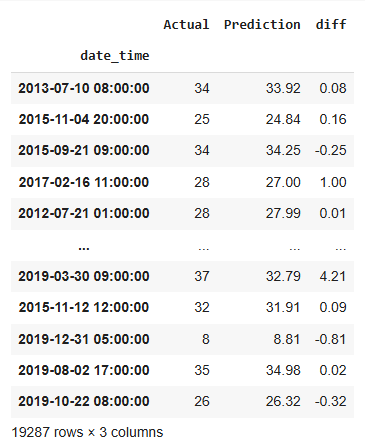 Actual Prediction diff
date_time
2013-07-10 08:00:00 34 33.92 0.08
2015-11-04 20:00:00 25 24.84 0.16
2015-09-21 09:00:00 34 34.25 -0.25
2017-02-16 11:00:00 28 27.00 1.00
2012-07-21 01:00:00 28 27.99 0.01
... ... ... ...
2019-03-30 09:00:00 37 32.79 4.21
2015-11-12 12:00:00 32 31.91 0.09
2019-12-31 05:00:00 8 8.81 -0.81
2019-08-02 17:00:00 35 34.98 0.02
2019-10-22 08:00:00 26 26.32 -0.32
19287 rows × 3 columns